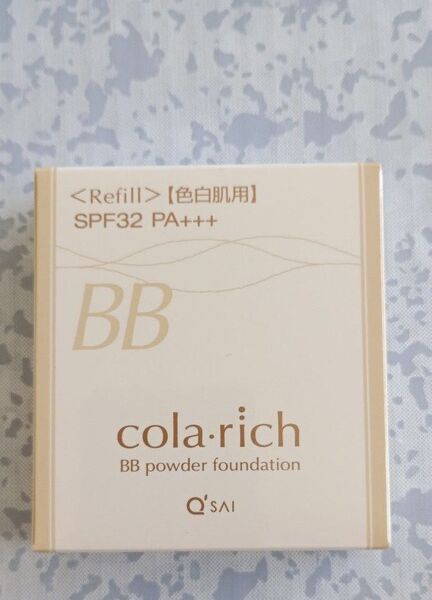 <Refill>【色白肌用】
SPF32 PA+++
BB
cola·rich
BB powder foundation
Q'SAI